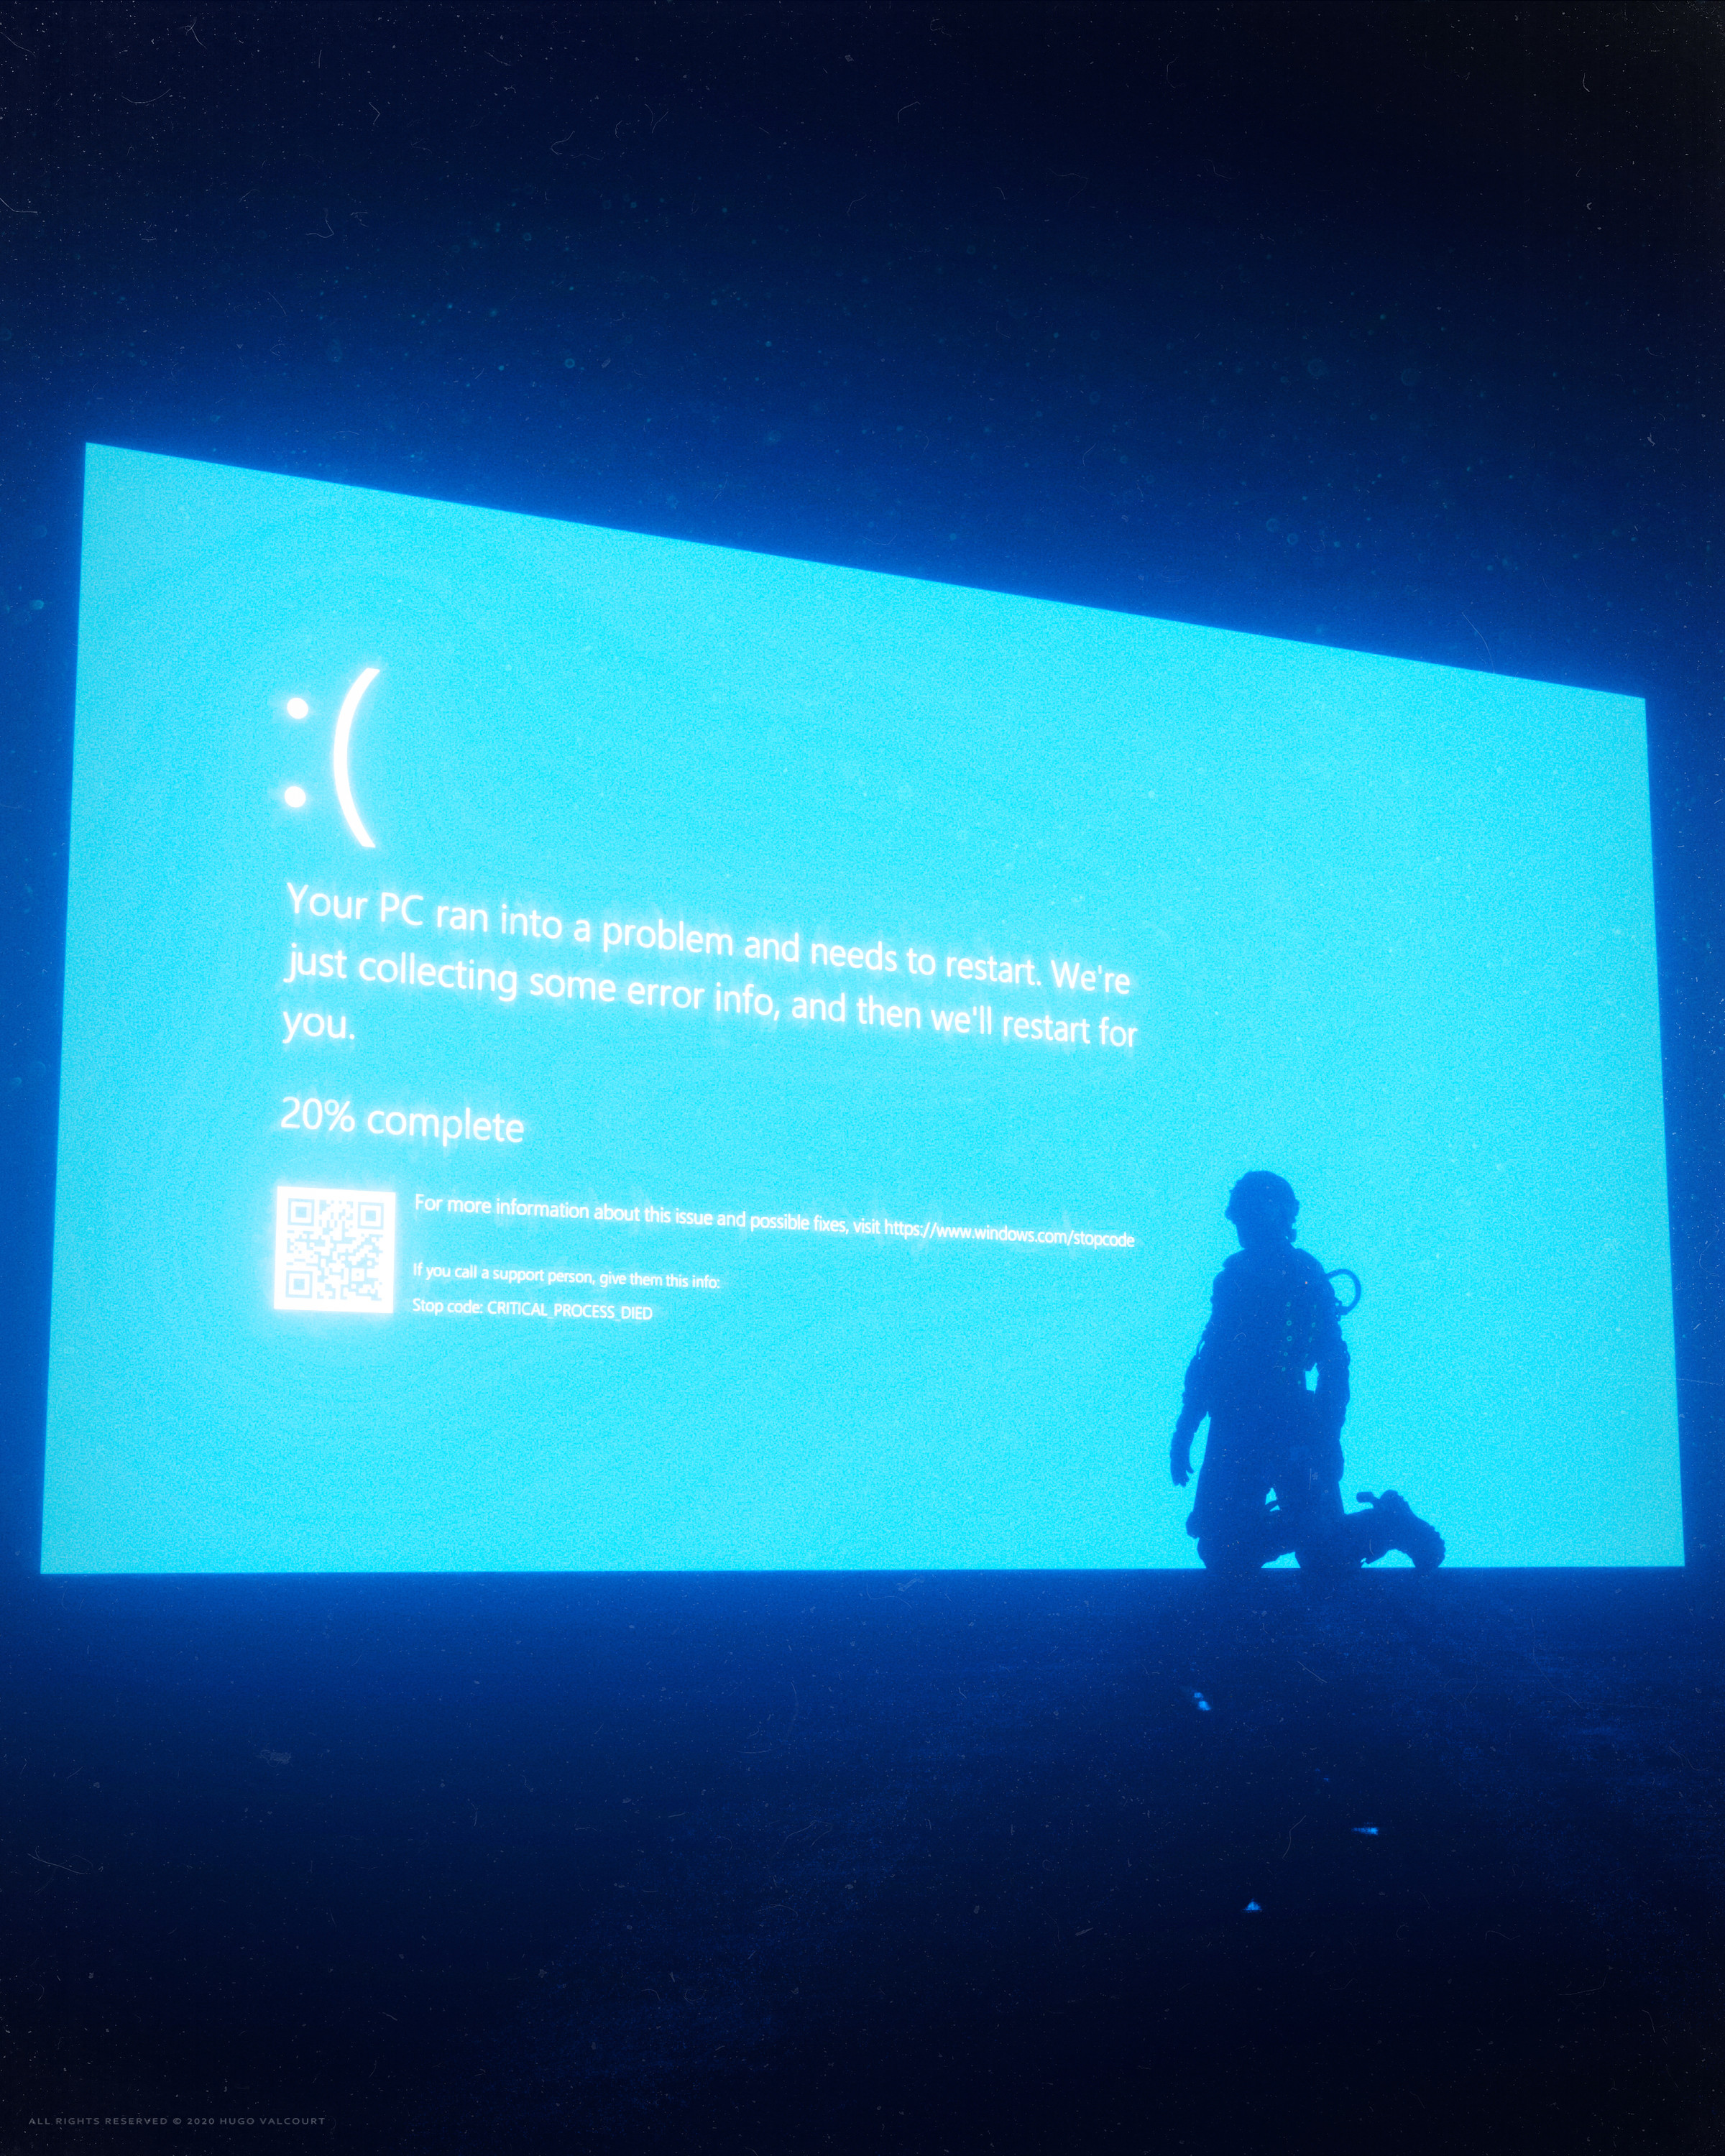 :(
Your PC ran into a problem and needs to restart. We're
just collecting some error info, and then we'll restart for
you.
20% complete
For more information about this issue and possible fixes, visit https://www.windows.com/stopcode
If you call a support person, give them this info:
Stop code: CRITICAL_PROCESS_DIED
ALL RIGHTS RESERVED © 2020 HUGO VALCOURT